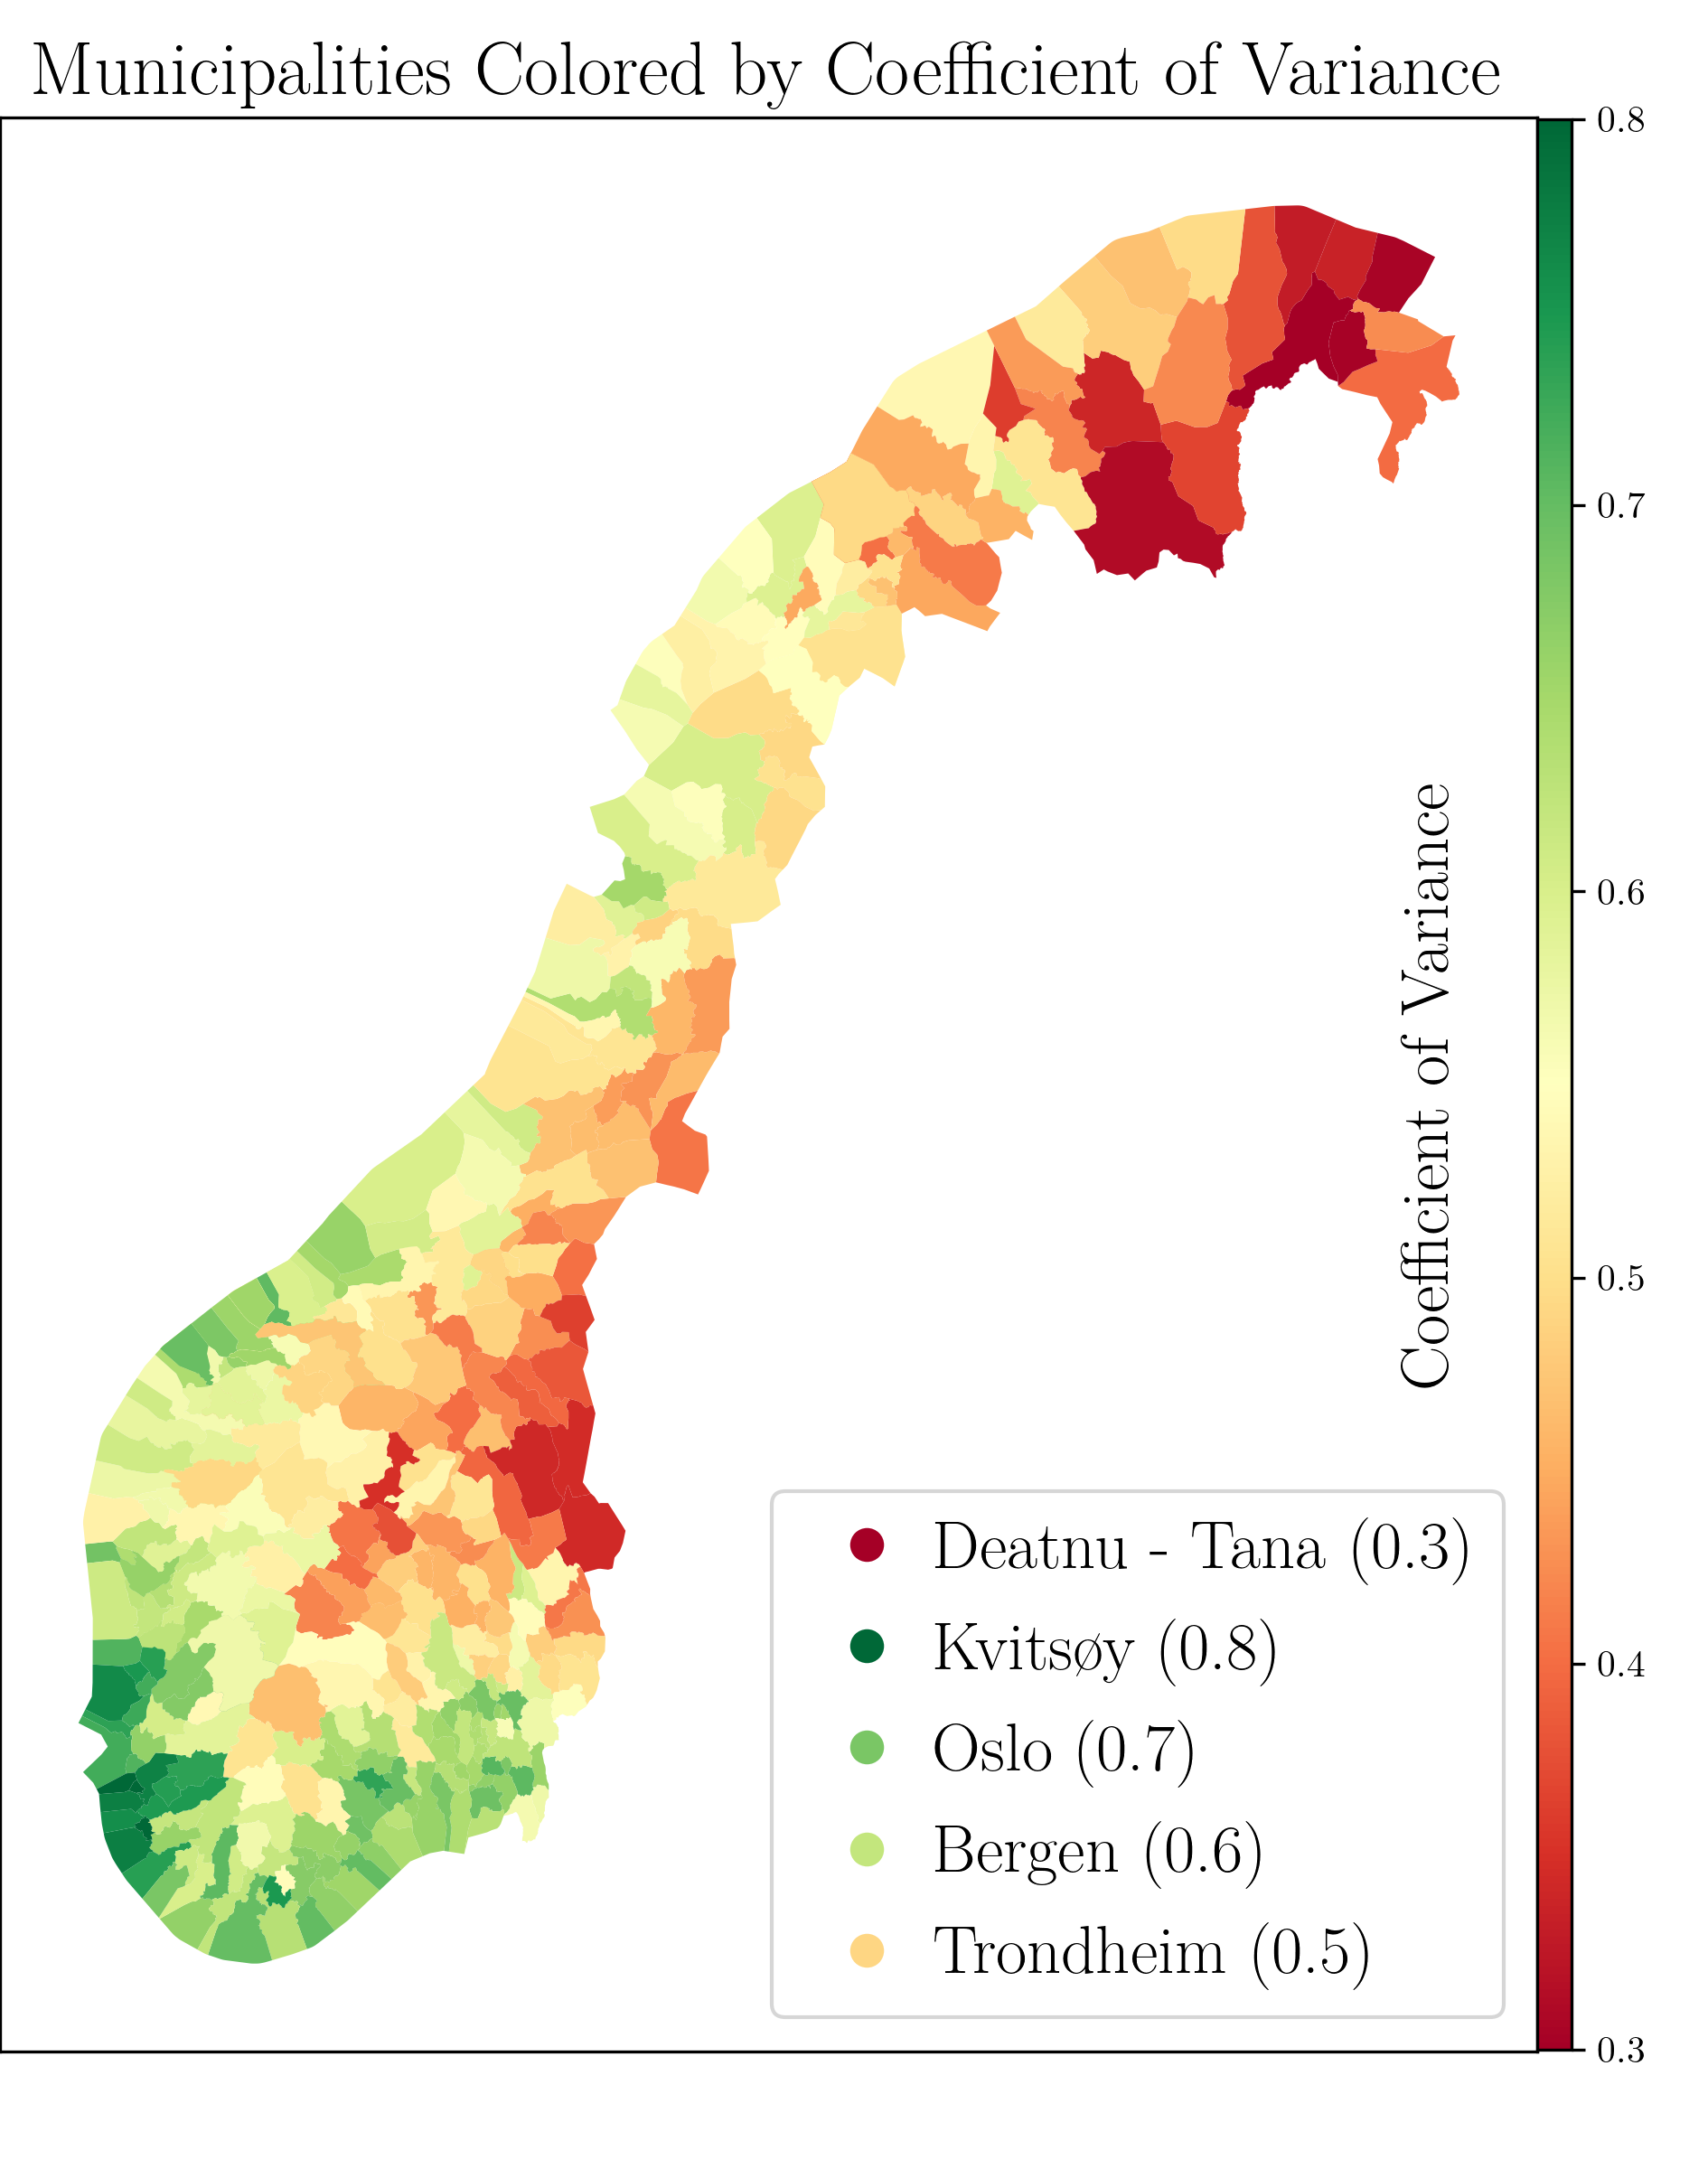 Municipalities Colored by Coefficient of Variance
0.8
0.7
0.6
0.5
0.4
0.3
Coefficient of Variance
Deatnu - Tana (0.3)
Kvitsøy (0.8)
Oslo (0.7)
Bergen (0.6)
Trondheim (0.5)